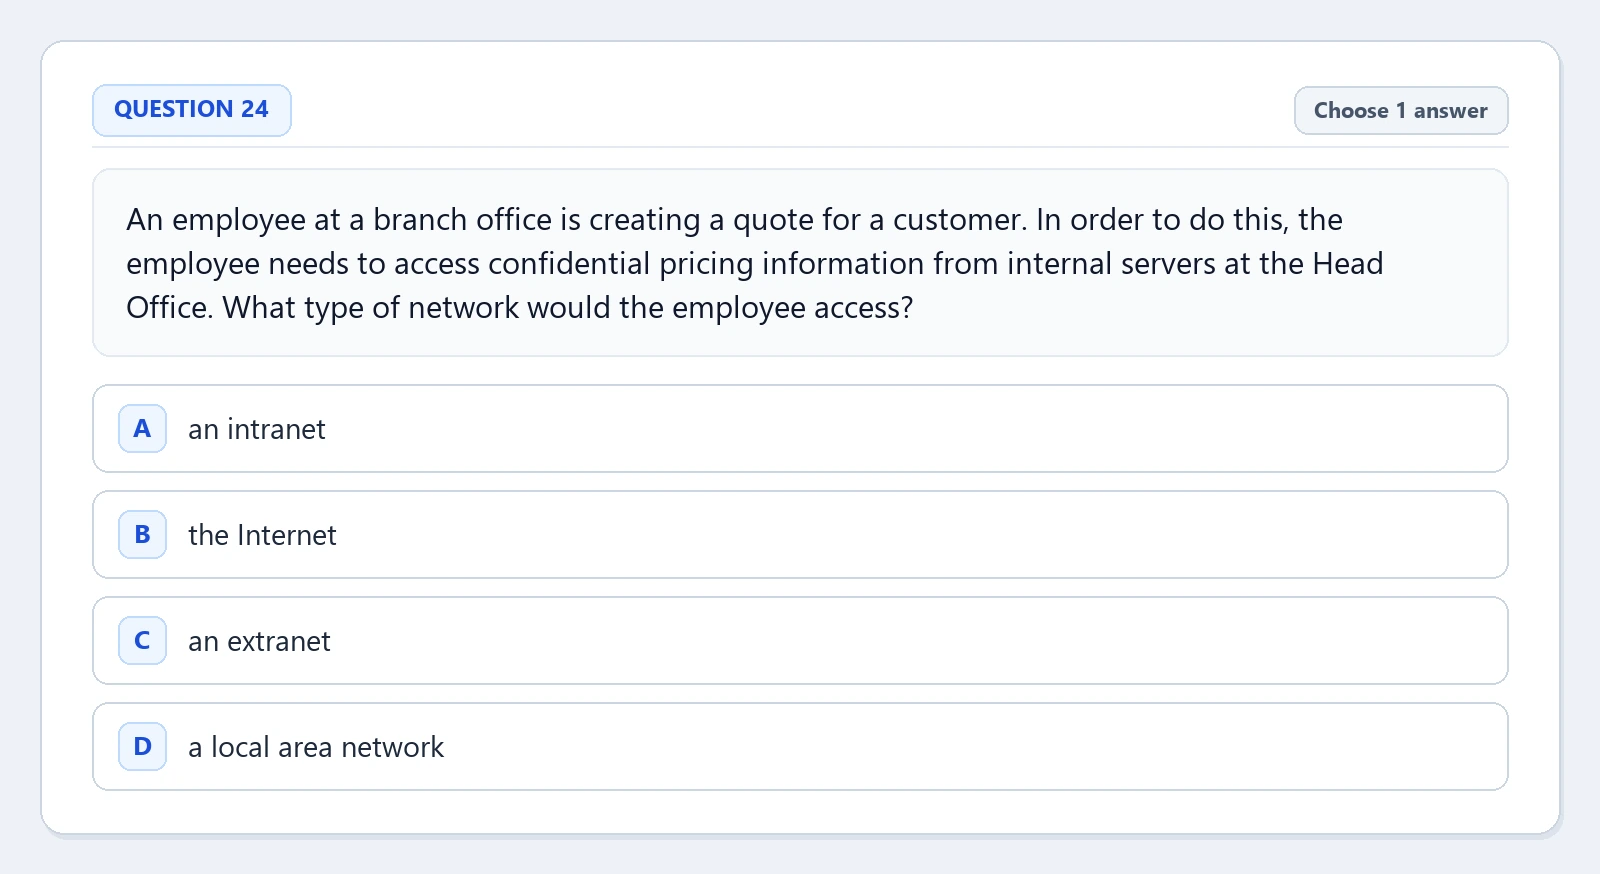 QUESTION 24
Choose 1 answer
An employee at a branch office is creating a quote for a customer. In order to do this, the
employee needs to access confidential pricing information from internal servers at the Head
Office. What type of network would the employee access?
A an intranet
B the Internet
C an extranet
D a local area network